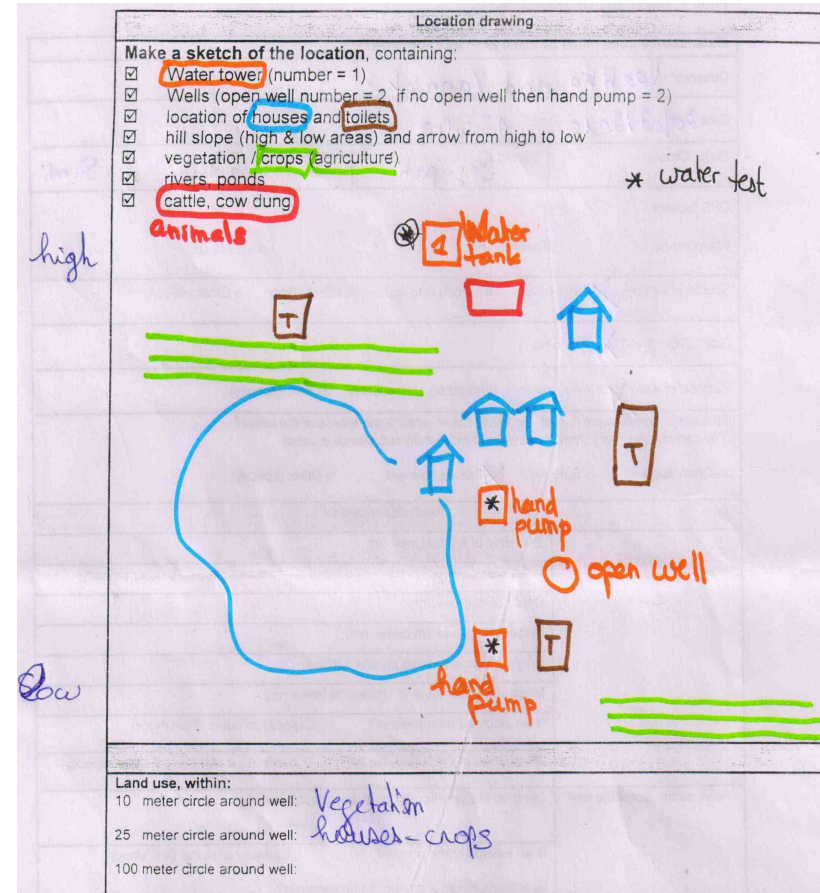 Location drawing
Make a sketch of the location, containing:
☑ Water tower (number = 1)
☑ Wells (open well number = 2, if no open well then hand pump = 2)
☑ location of houses and toilets
☑ hill slope (high & low areas) and arrow from high to low
☑ vegetation / crops (agriculture)
☑ rivers, ponds
☑ cattle, cow dung
animals
* water test
high
* 1 Water
tank
T
T
* hand
pump
open well
* T
hand
pump
Low
Land use, within:
10 meter circle around well: Vegetation
25 meter circle around well: houses - crops
100 meter circle around well: